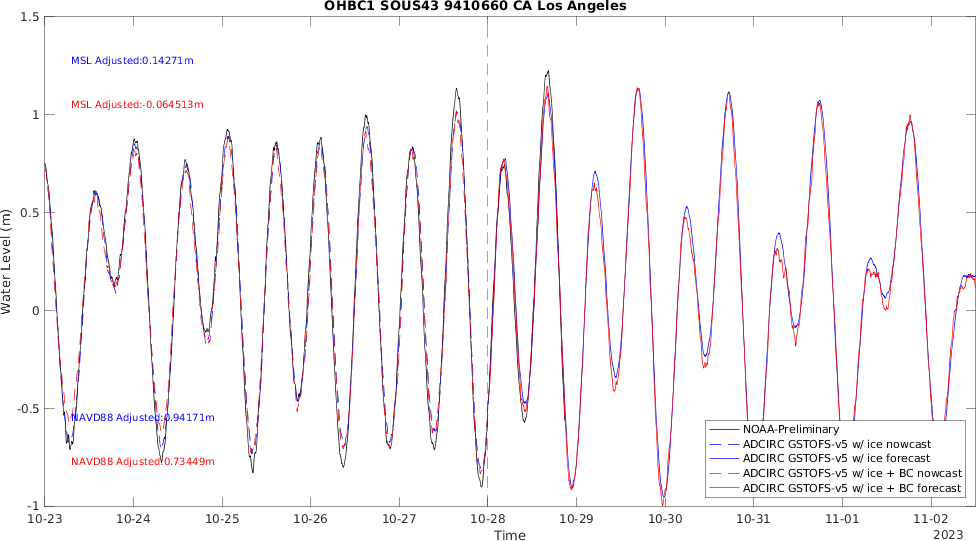 OHBC1 SOUS43 9410660 CA Los Angeles
1.5
MSL Adjusted:0.14271m
MSL Adjusted:-0.064513m
1
0.5
Water Level (m)
0
NAVD88 Adjusted:0.94171m
-0.5
NAVD88 Adjusted:0.73449m
NOAA-Preliminary
ADCIRC GSTOFS-v5 w/ ice nowcast
ADCIRC GSTOFS-v5 w/ ice forecast
ADCIRC GSTOFS-v5 w/ ice + BC nowcast
ADCIRC GSTOFS-v5 w/ ice + BC forecast
-1
10-23 10-24 10-25 10-26 10-27 10-28 10-29 10-30 10-31 11-01 11-02
Time
2023